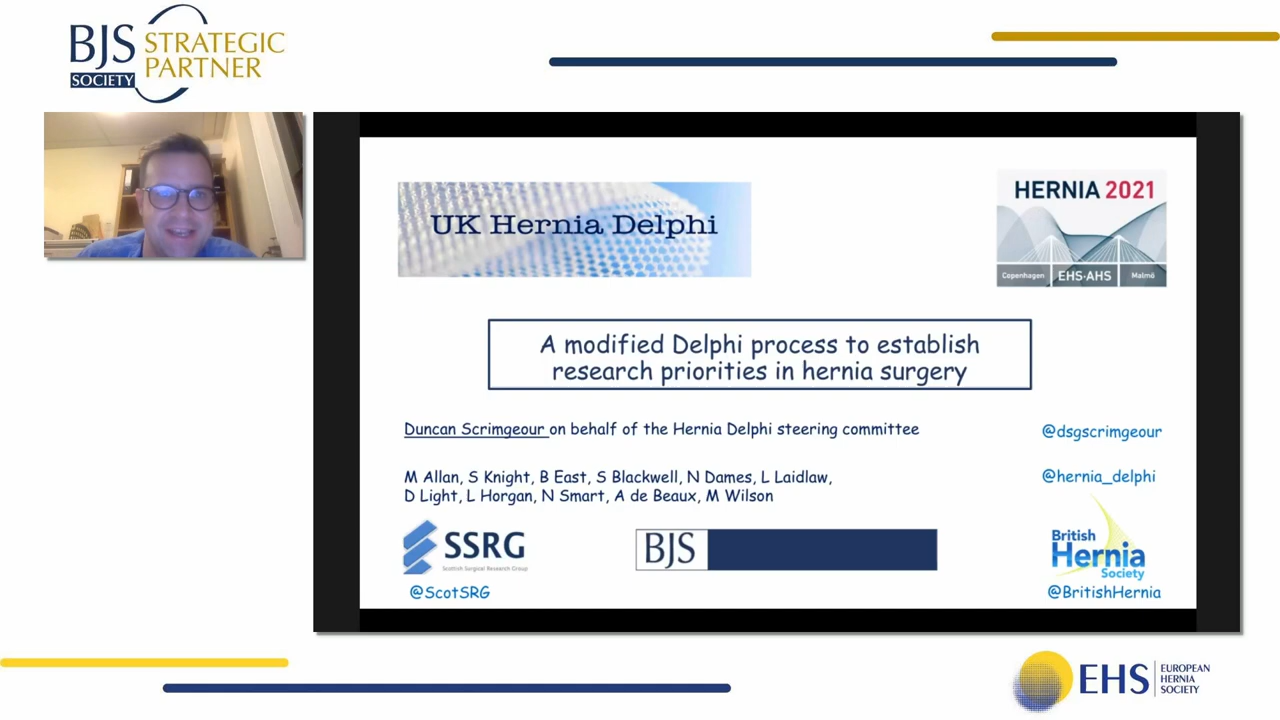 BJS STRATEGIC
SOCIETY PARTNER
UK Hernia Delphi
HERNIA 2021
Copenhagen EHS-AHS Malmö
A modified Delphi process to establish
research priorities in hernia surgery
Duncan Scrimgeour on behalf of the Hernia Delphi steering committee
@dsgscrimgeour
M Allan, S Knight, B East, S Blackwell, N Dames, L Laidlaw,
D Light, L Horgan, N Smart, A de Beaux, M Wilson
@hernia_delphi
SSRG
Scottish Surgical Research Group
@ScotSRG
BJS
British
Hernia
Society
@BritishHernia
EHS EUROPEAN
HERNIA
SOCIETY